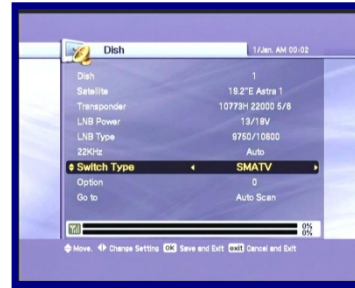 Dish 1/Jan. AM 00:02
Dish 1
Satellite 19.2°E Astra 1
Transponder 10773H 22000 5/6
LNB Power 13/18V
LNB Type 9750/10600
22KHz Auto
Switch Type SMATV
Option 0
Go to Auto Scan
0%
0%
Move. Change Setting OK Save and Exit exit Cancel and Exit